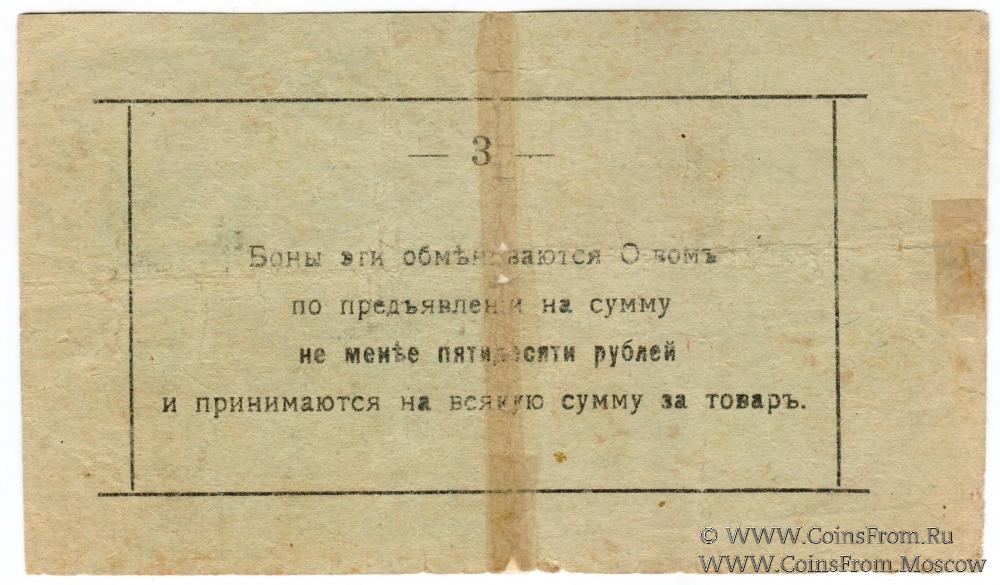 — 3 —
Боны эти обмѣниваются О-вомъ
по предъявленіи на сумму
не менѣе пятидесяти рублей
и принимаются на всякую сумму за товаръ.
© WWW.CoinsFrom.Ru
WWW.CoinsFrom.Moscow